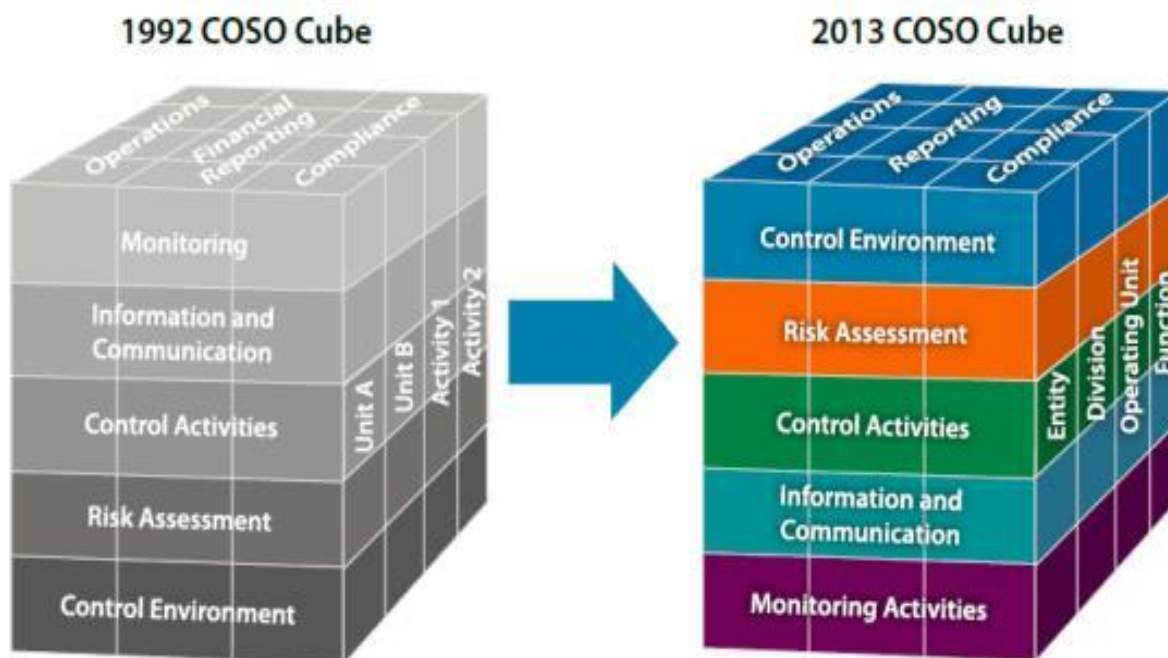 1992 COSO Cube
Operations
Financial
Reporting
Compliance
Monitoring
Information and
Communication
Control Activities
Risk Assessment
Control Environment
Unit A
Unit B
Activity 1
Activity 2
2013 COSO Cube
Operations
Reporting
Compliance
Control Environment
Risk Assessment
Control Activities
Information and
Communication
Monitoring Activities
Entity
Division
Operating Unit
Function